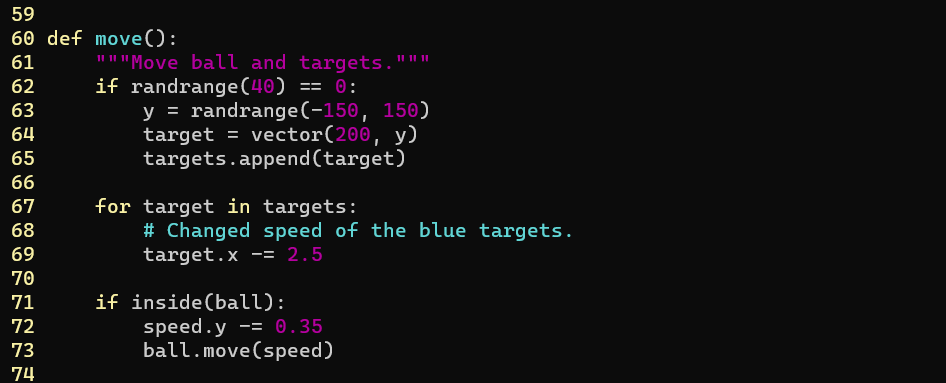 59
60 def move():
61     """Move ball and targets."""
62     if randrange(40) == 0:
63         y = randrange(-150, 150)
64         target = vector(200, y)
65         targets.append(target)
66
67     for target in targets:
68         # Changed speed of the blue targets.
69         target.x -= 2.5
70
71     if inside(ball):
72         speed.y -= 0.35
73         ball.move(speed)
74